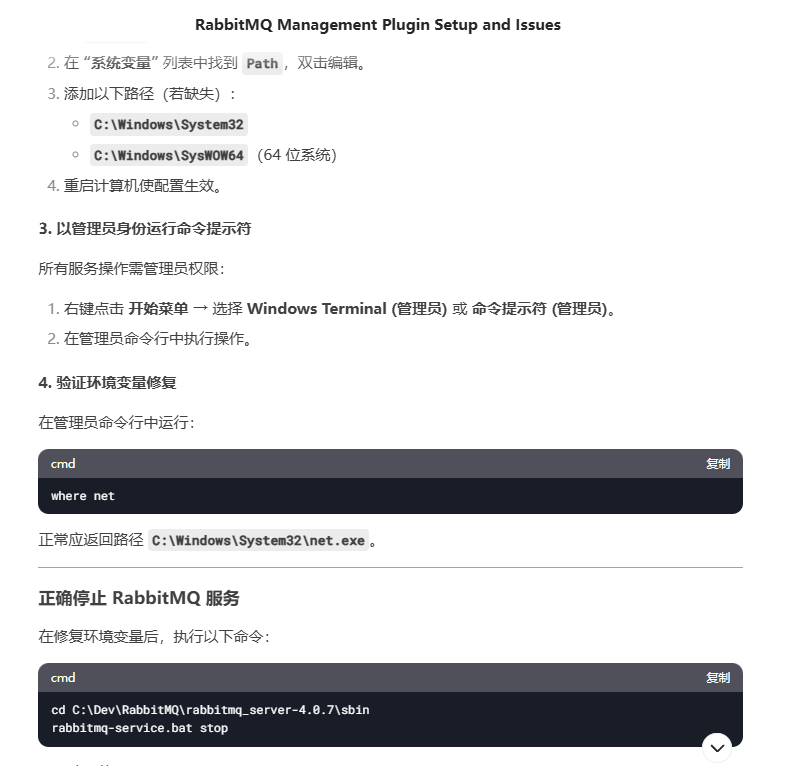 RabbitMQ Management Plugin Setup and Issues
2. 在 “系统变量” 列表中找到 Path，双击编辑。
3. 添加以下路径（若缺失）：
C:\Windows\System32
C:\Windows\SysWOW64（64 位系统）
4. 重启计算机使配置生效。
3. 以管理员身份运行命令提示符
所有服务操作需管理员权限：
1. 右键点击 开始菜单 → 选择 Windows Terminal (管理员) 或 命令提示符 (管理员)。
2. 在管理员命令行中执行操作。
4. 验证环境变量修复
在管理员命令行中运行：
cmd 复制
where net
正常应返回路径 C:\Windows\System32\net.exe。
正确停止 RabbitMQ 服务
在修复环境变量后，执行以下命令：
cmd 复制
cd C:\Dev\RabbitMQ\rabbitmq_server-4.0.7\sbin
rabbitmq-service.bat stop